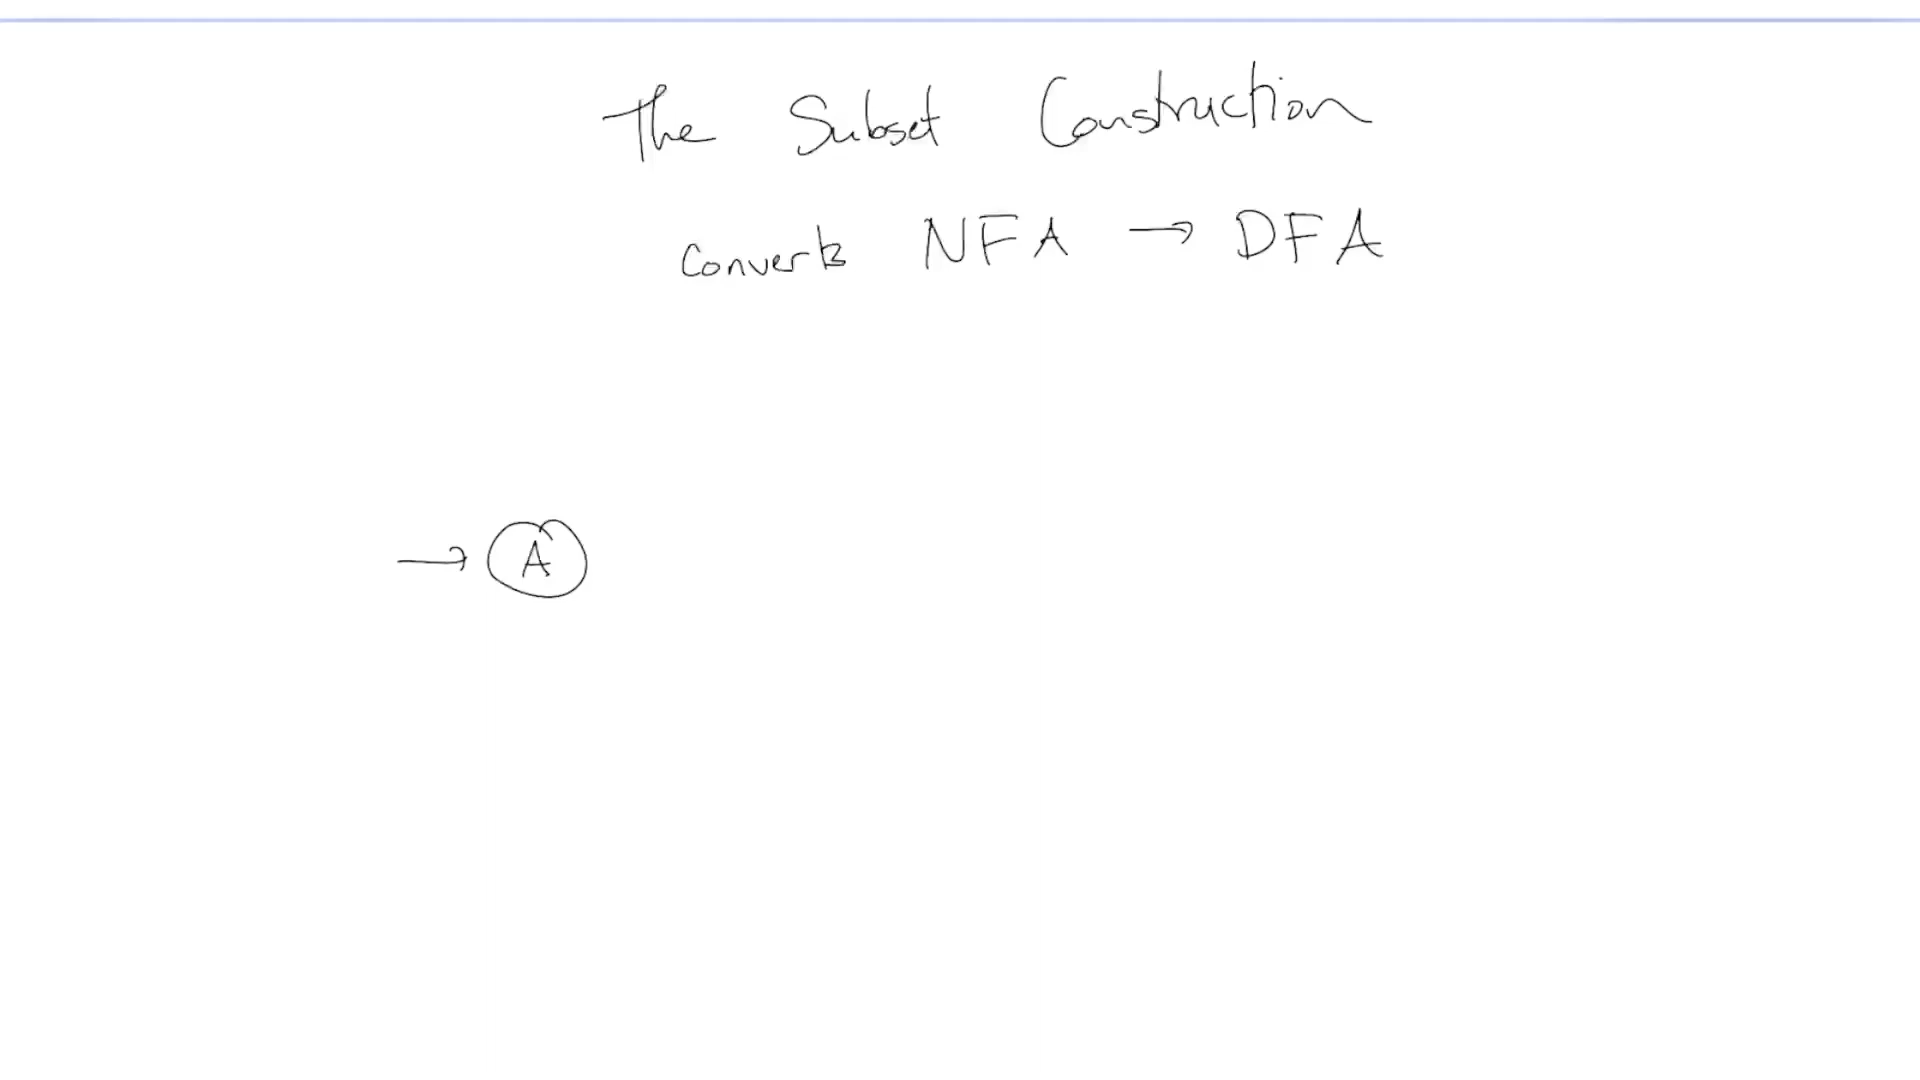 The Subset Construction
Converts NFA → DFA
→ A